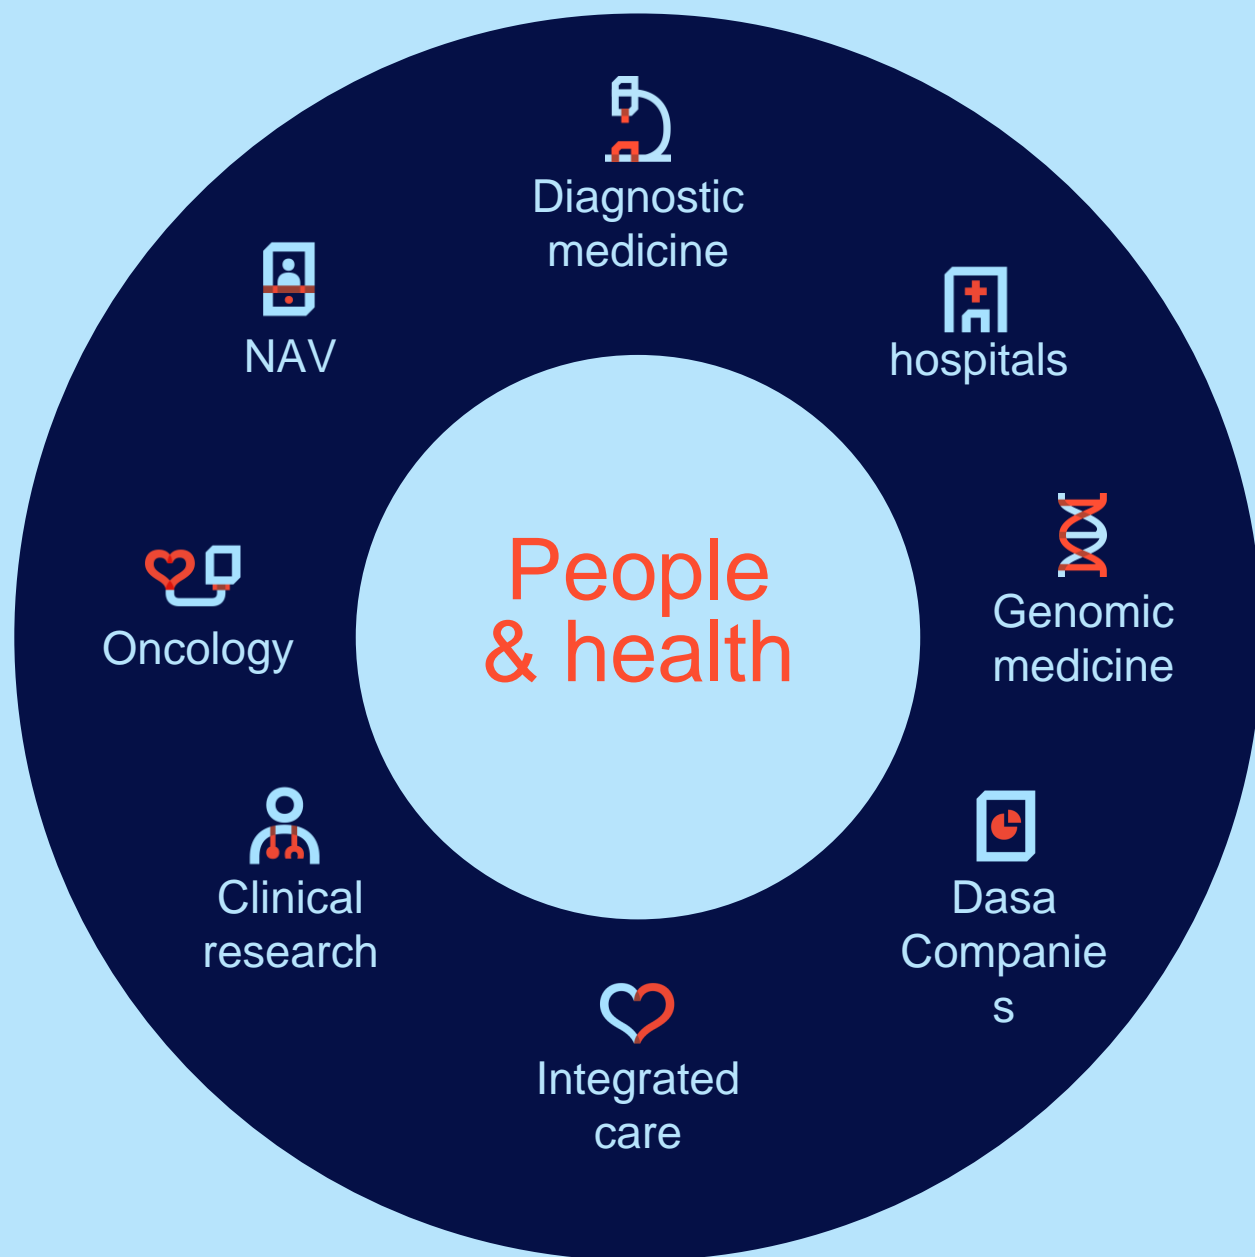 Diagnostic
medicine
NAV
hospitals
People
& health
Oncology
Genomic
medicine
Clinical
research
Dasa
Companie
s
Integrated
care